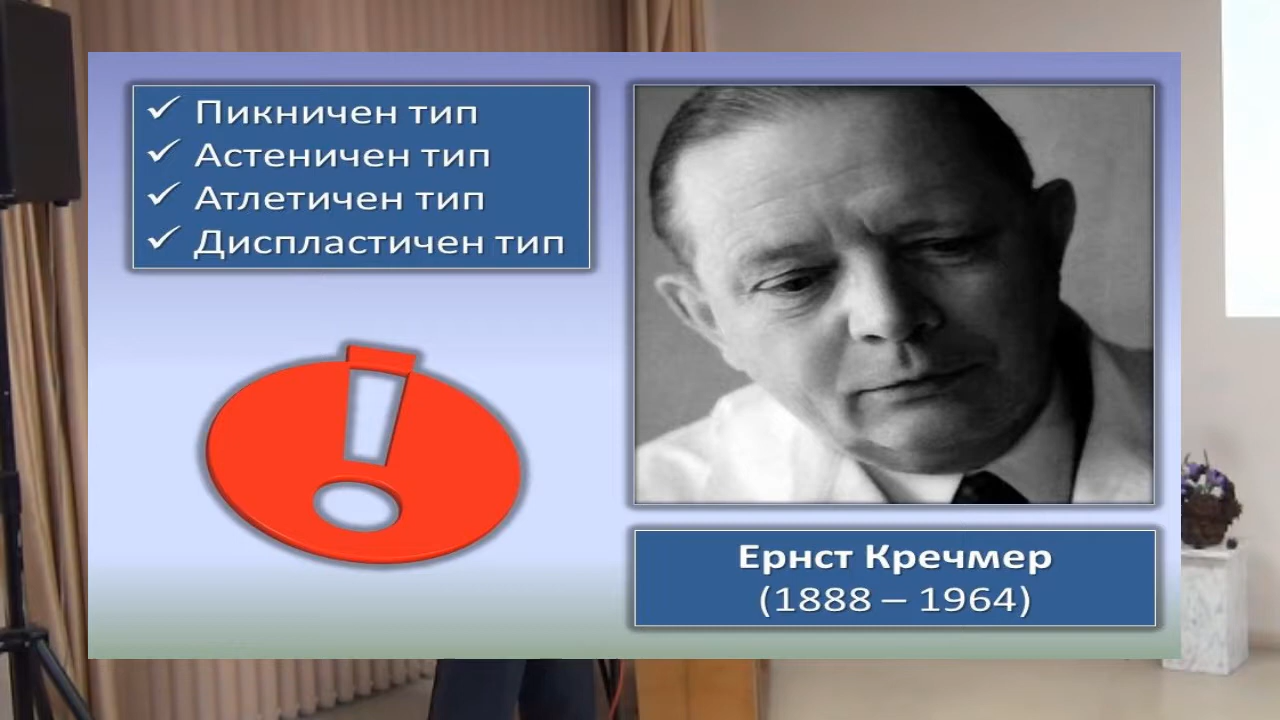 Пикничен тип
Астеничен тип
Атлетичен тип
Диспластичен тип
Ернст Кречмер
(1888 – 1964)